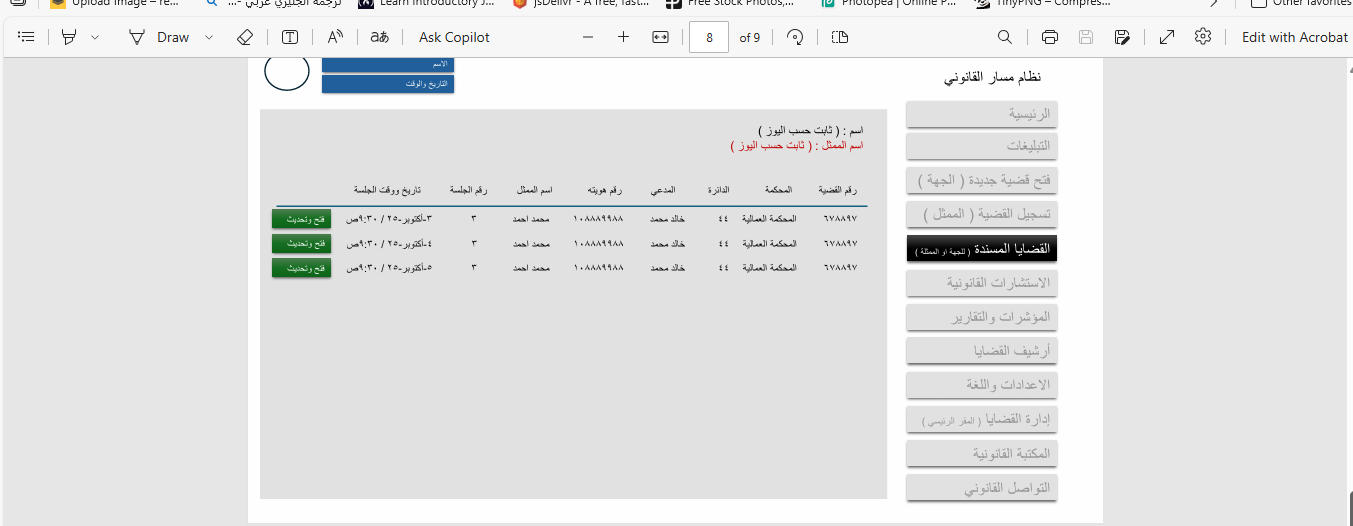 Upload Image – re...
ترجمة انجليزي عربي -...
Learn Introductory J...
jsDelivr - A free, fast...
Free Stock Photos,...
Photopea | Online P...
TinyPNG – Compres...
Other favorites
Draw
Ask Copilot
8 of 9
Edit with Acrobat
نظام مسار القانوني
الاسم
التاريخ والوقت
الرئيسية
التبليغات
فتح قضية جديدة ( الجهة )
تسجيل القضية ( الممثل )
القضايا المسندة ( للجهة او الممثلة )
الاستشارات القانونية
المؤشرات والتقارير
أرشيف القضايا
الاعدادات واللغة
إدارة القضايا ( المقر الرئيسي )
المكتبة القانونية
التواصل القانوني
اسم : ( ثابت حسب اليوز )
اسم الممثل : ( ثابت حسب اليوز )
رقم القضية المحكمة الدائرة المدعي رقم هويته اسم الممثل رقم الجلسة تاريخ ووقت الجلسة
٦٧٨٨٩٧ المحكمة العمالية ٤٤ خالد محمد ١٠٨٨٨٩٩٨٨ محمد احمد ٣ ٣-أكتوبر-٢٥ / ٩:٣٠ص فتح وتحديث
٦٧٨٨٩٧ المحكمة العمالية ٤٤ خالد محمد ١٠٨٨٨٩٩٨٨ محمد احمد ٣ ٤-أكتوبر-٢٥ / ٩:٣٠ص فتح وتحديث
٦٧٨٨٩٧ المحكمة العمالية ٤٤ خالد محمد ١٠٨٨٨٩٩٨٨ محمد احمد ٣ ٥-أكتوبر-٢٥ / ٩:٣٠ص فتح وتحديث